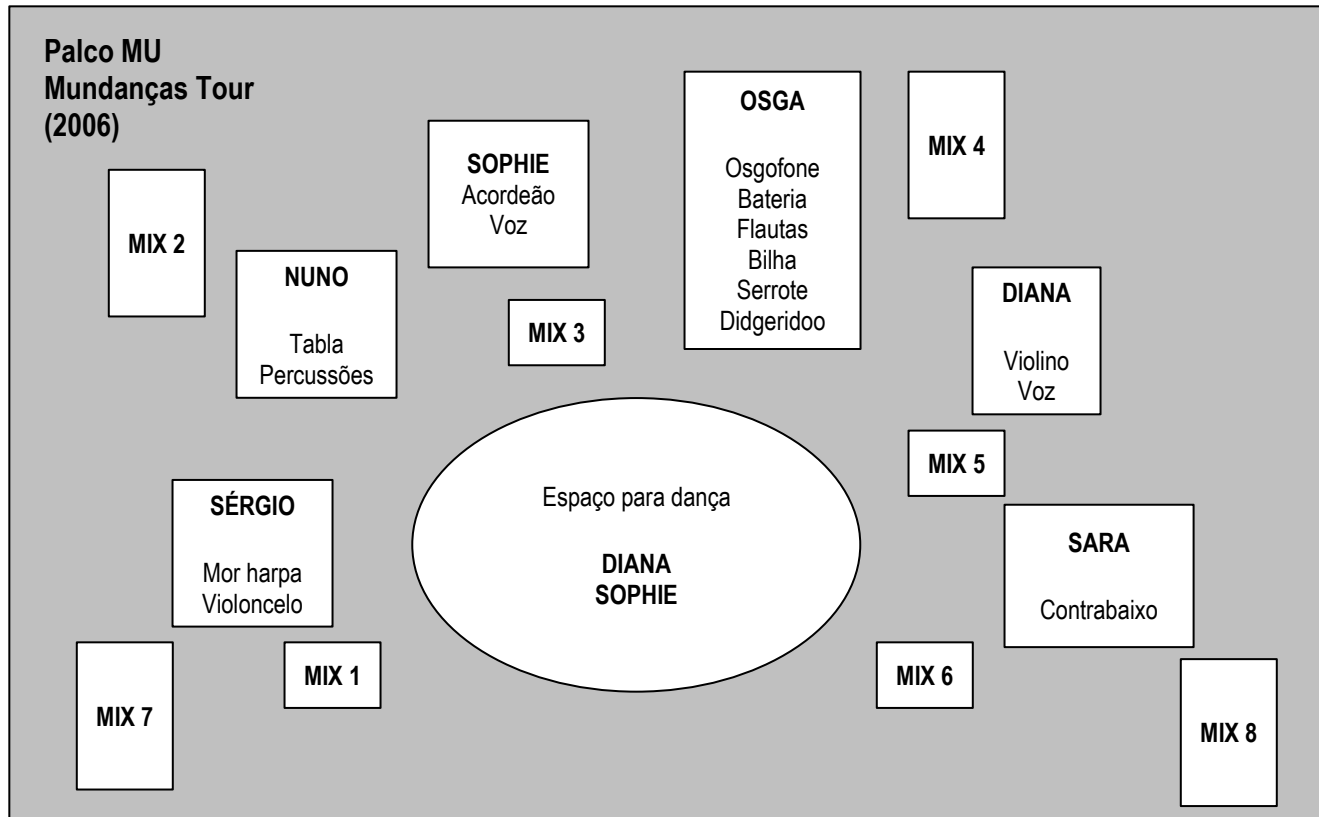 Palco MU
Mundanças Tour
(2006)
OSGA
Osgofone
Bateria
Flautas
Bilha
Serrote
Didgeridoo
MIX 4
SOPHIE
Acordeão
Voz
MIX 2
NUNO
Tabla
Percussões
MIX 3
DIANA
Violino
Voz
MIX 5
SÉRGIO
Mor harpa
Violoncelo
Espaço para dança
DIANA
SOPHIE
SARA
Contrabaixo
MIX 7
MIX 1
MIX 6
MIX 8